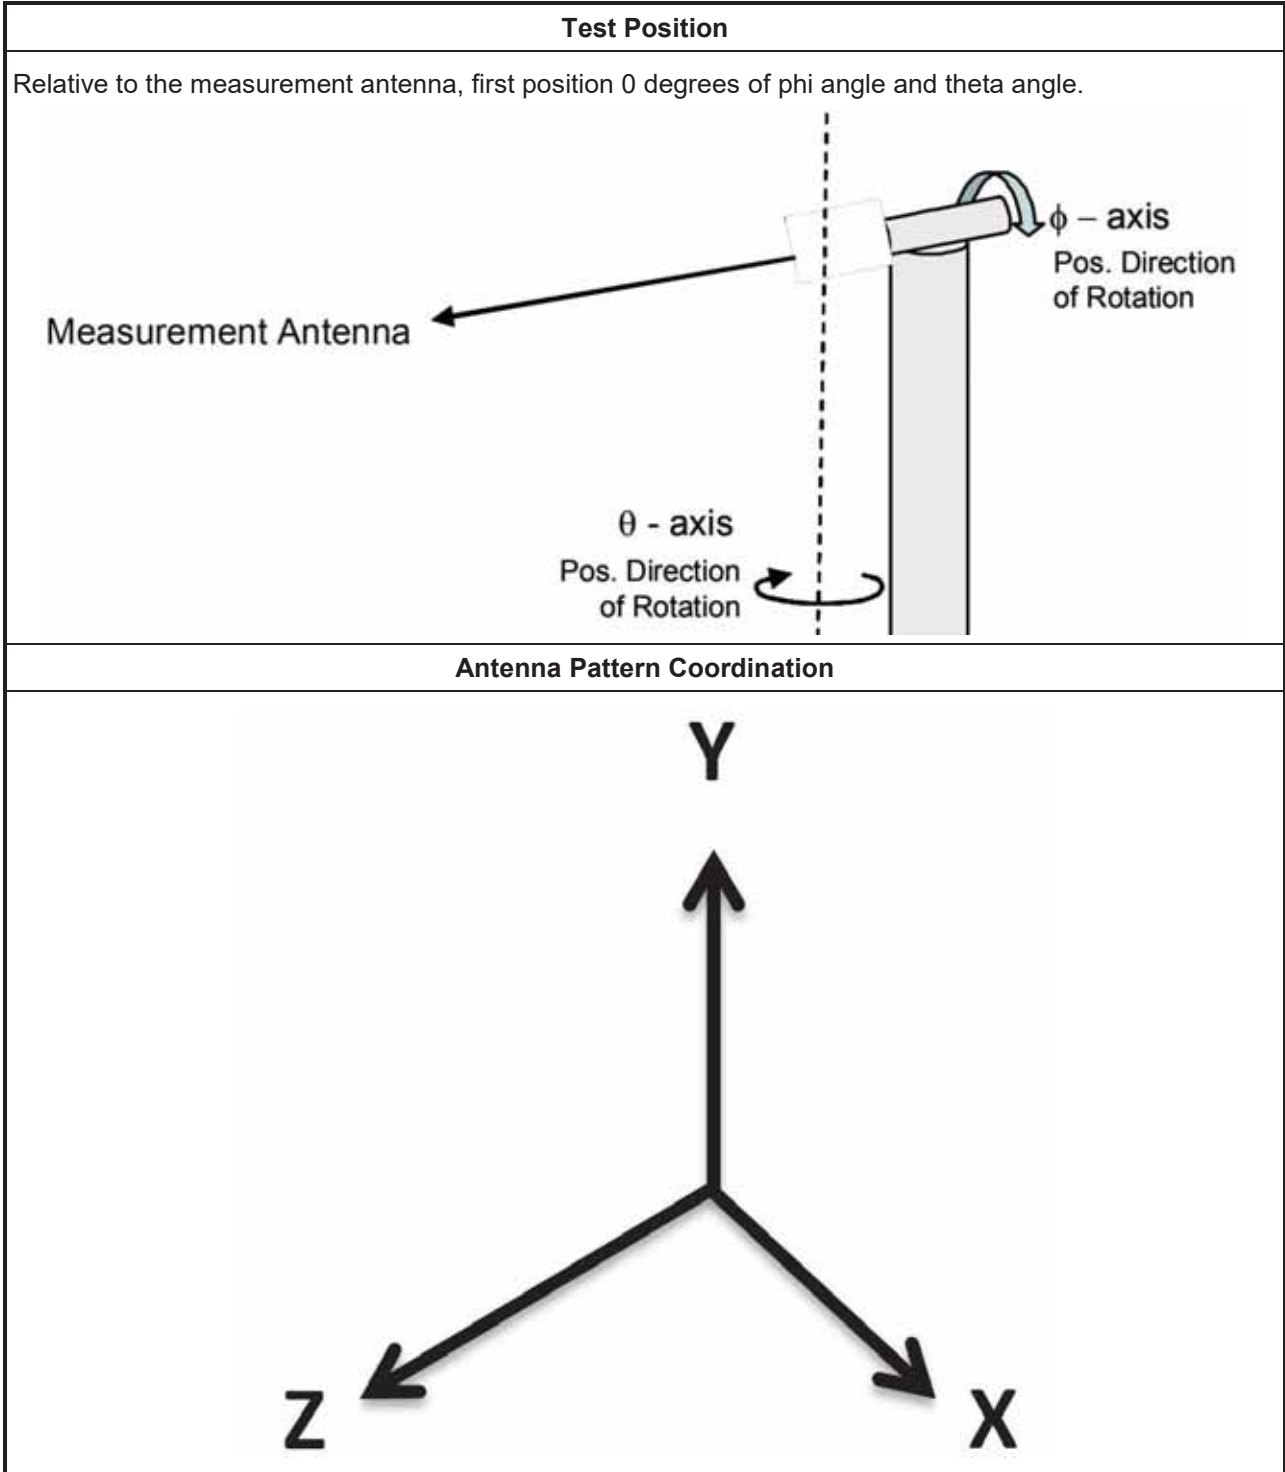 Test Position
Relative to the measurement antenna, first position 0 degrees of phi angle and theta angle.
ϕ – axis
Pos. Direction
of Rotation
Measurement Antenna
θ - axis
Pos. Direction
of Rotation
Antenna Pattern Coordination
Y
Z
X